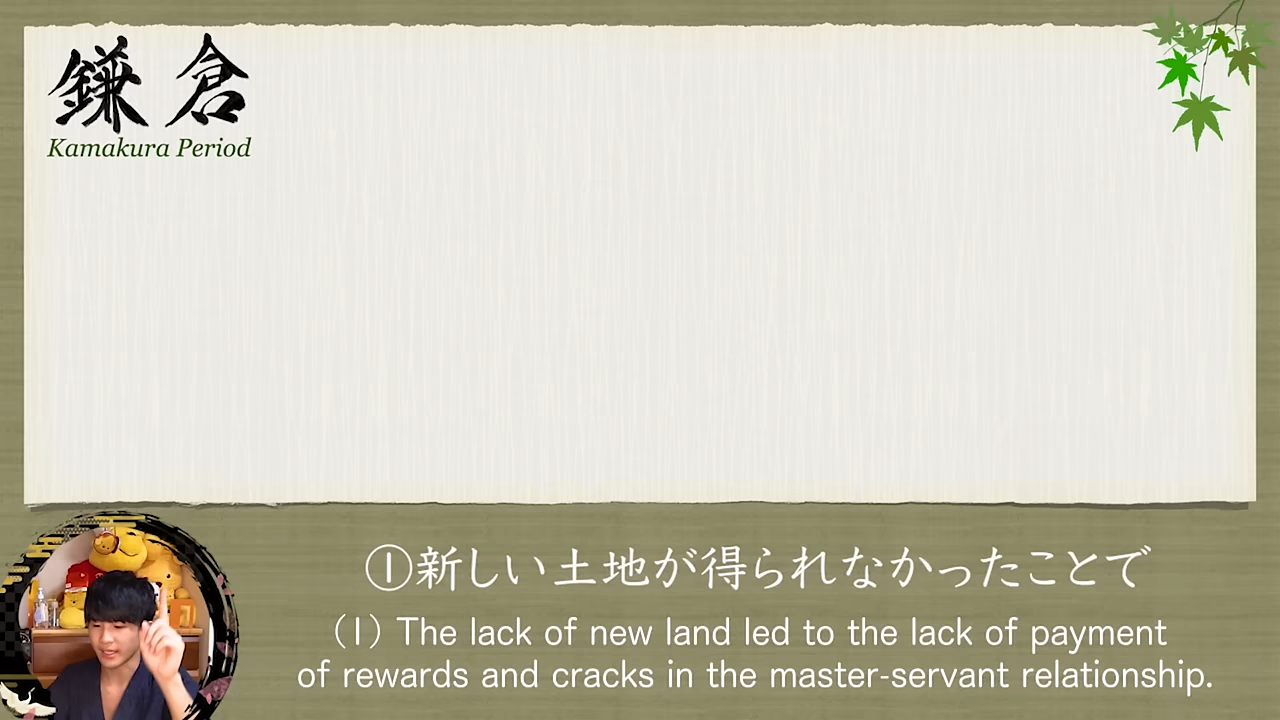 鎌倉
Kamakura Period
①新しい土地が得られなかったことで
(1) The lack of new land led to the lack of payment
of rewards and cracks in the master-servant relationship.